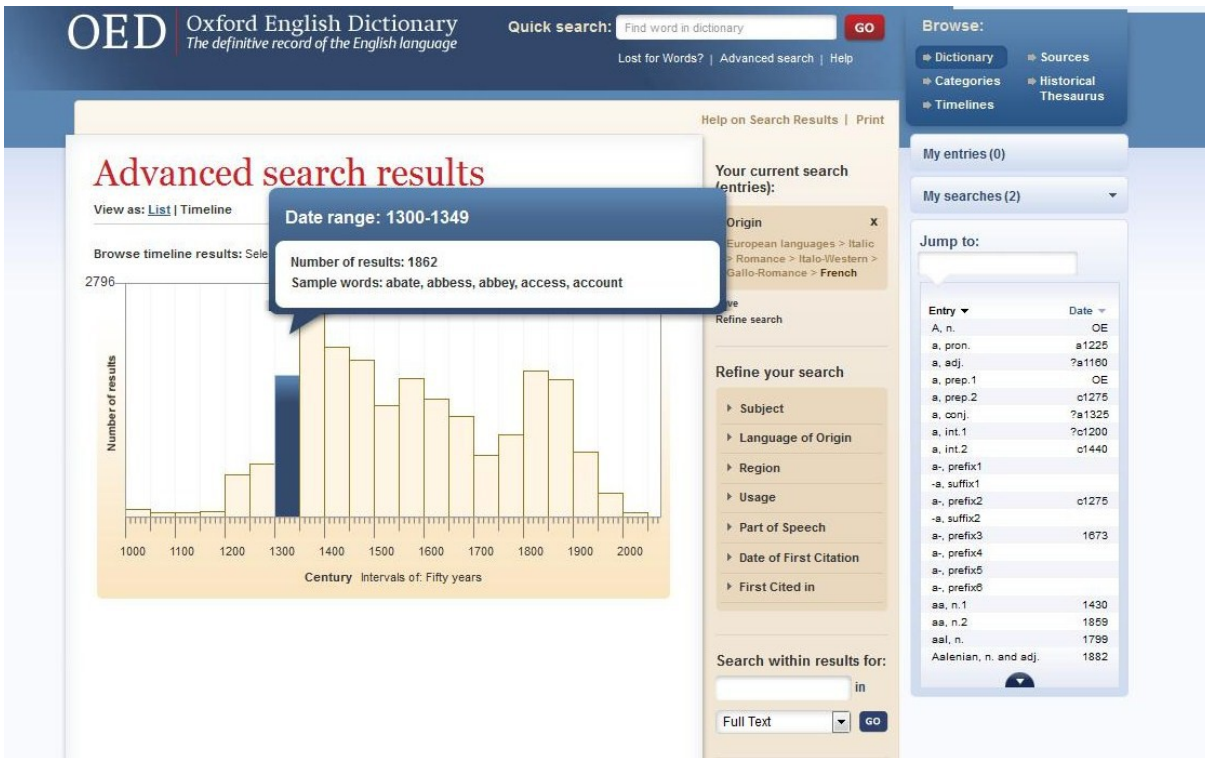 OED Oxford English Dictionary
The definitive record of the English language
Quick search: Find word in dictionary GO
Lost for Words? | Advanced search | Help
Browse:
Dictionary
Sources
Categories
Historical Thesaurus
Timelines
Help on Search Results | Print
Advanced search results
View as: List | Timeline
Browse timeline results: Sele
Date range: 1300-1349
Number of results: 1862
Sample words: abate, abbess, abbey, access, account
2796
Number of results
1000 1100 1200 1300 1400 1500 1600 1700 1800 1900 2000
Century Intervals of: Fifty years
Your current search
(entries):
Origin x
European languages > Italic
> Romance > Italo-Western >
Gallo-Romance > French
Refine search
Refine your search
Subject
Language of Origin
Region
Usage
Part of Speech
Date of First Citation
First Cited in
Search within results for:
in
Full Text GO
My entries (0)
My searches (2)
Jump to:
Entry Date
A, n. OE
a, pron. a1225
a, adj. ?a1160
a, prep.1 OE
a, prep.2 c1275
a, conj. ?a1325
a, int.1 ?c1200
a, int.2 c1440
a-, prefix1
-a, suffix1
a-, prefix2 c1275
-a, suffix2
a-, prefix3 1673
a-, prefix4
a-, prefix5
a-, prefix6
aa, n.1 1430
aa, n.2 1859
aal, n. 1799
Aalenian, n. and adj. 1882